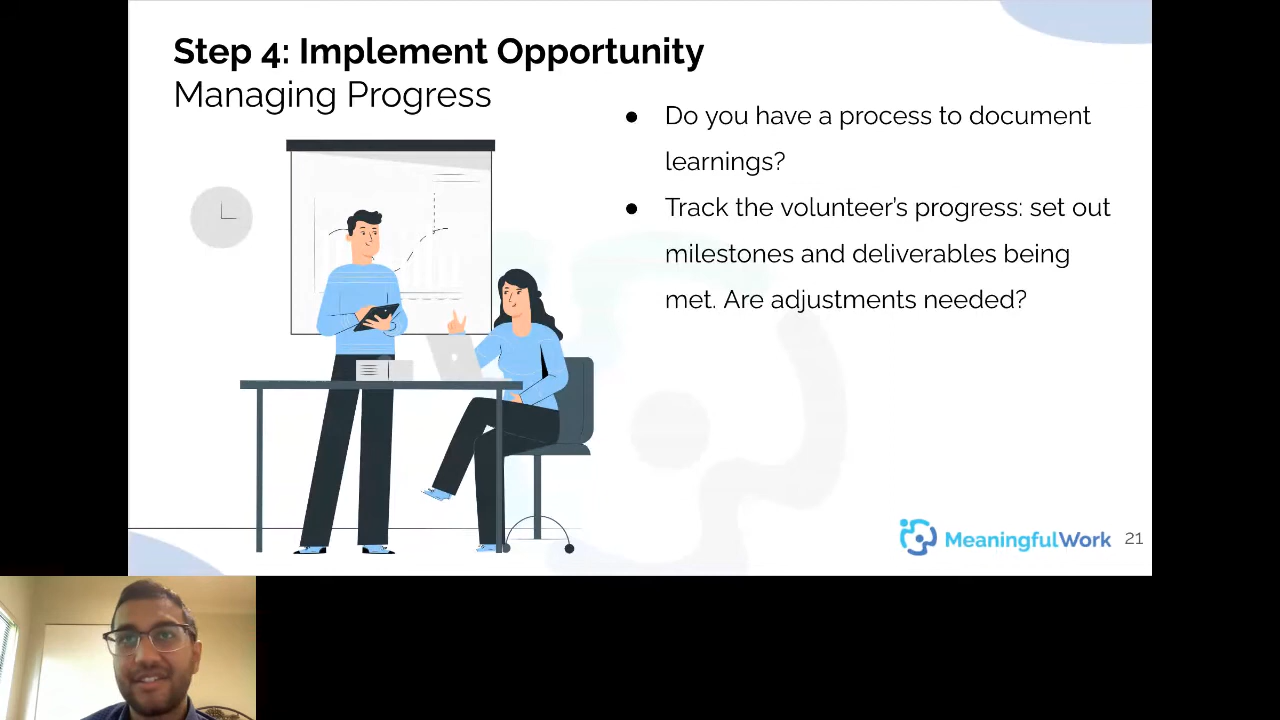 Step 4: Implement Opportunity
Managing Progress
● Do you have a process to document
learnings?
● Track the volunteer’s progress: set out
milestones and deliverables being
met. Are adjustments needed?
MeaningfulWork 21